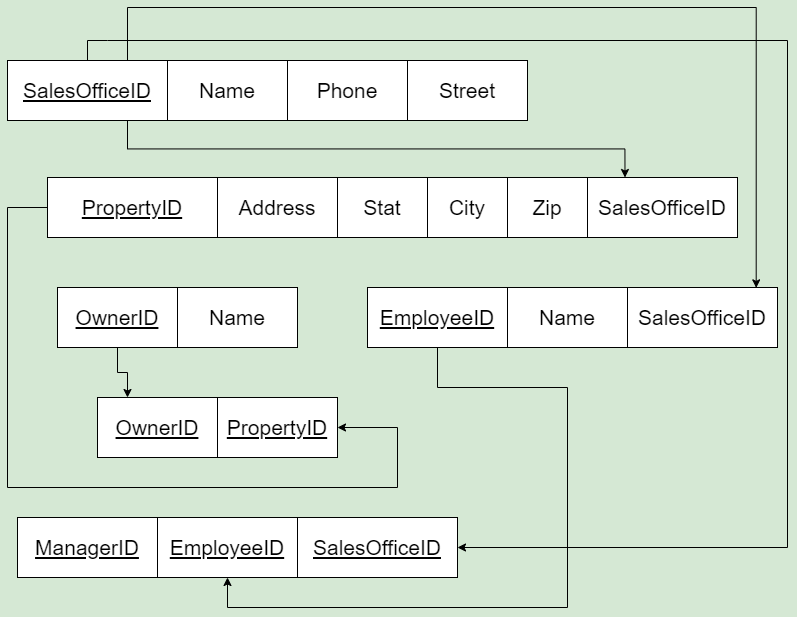 SalesOfficeID Name Phone Street
PropertyID Address Stat City Zip SalesOfficeID
OwnerID Name
EmployeeID Name SalesOfficeID
OwnerID PropertyID
ManagerID EmployeeID SalesOfficeID